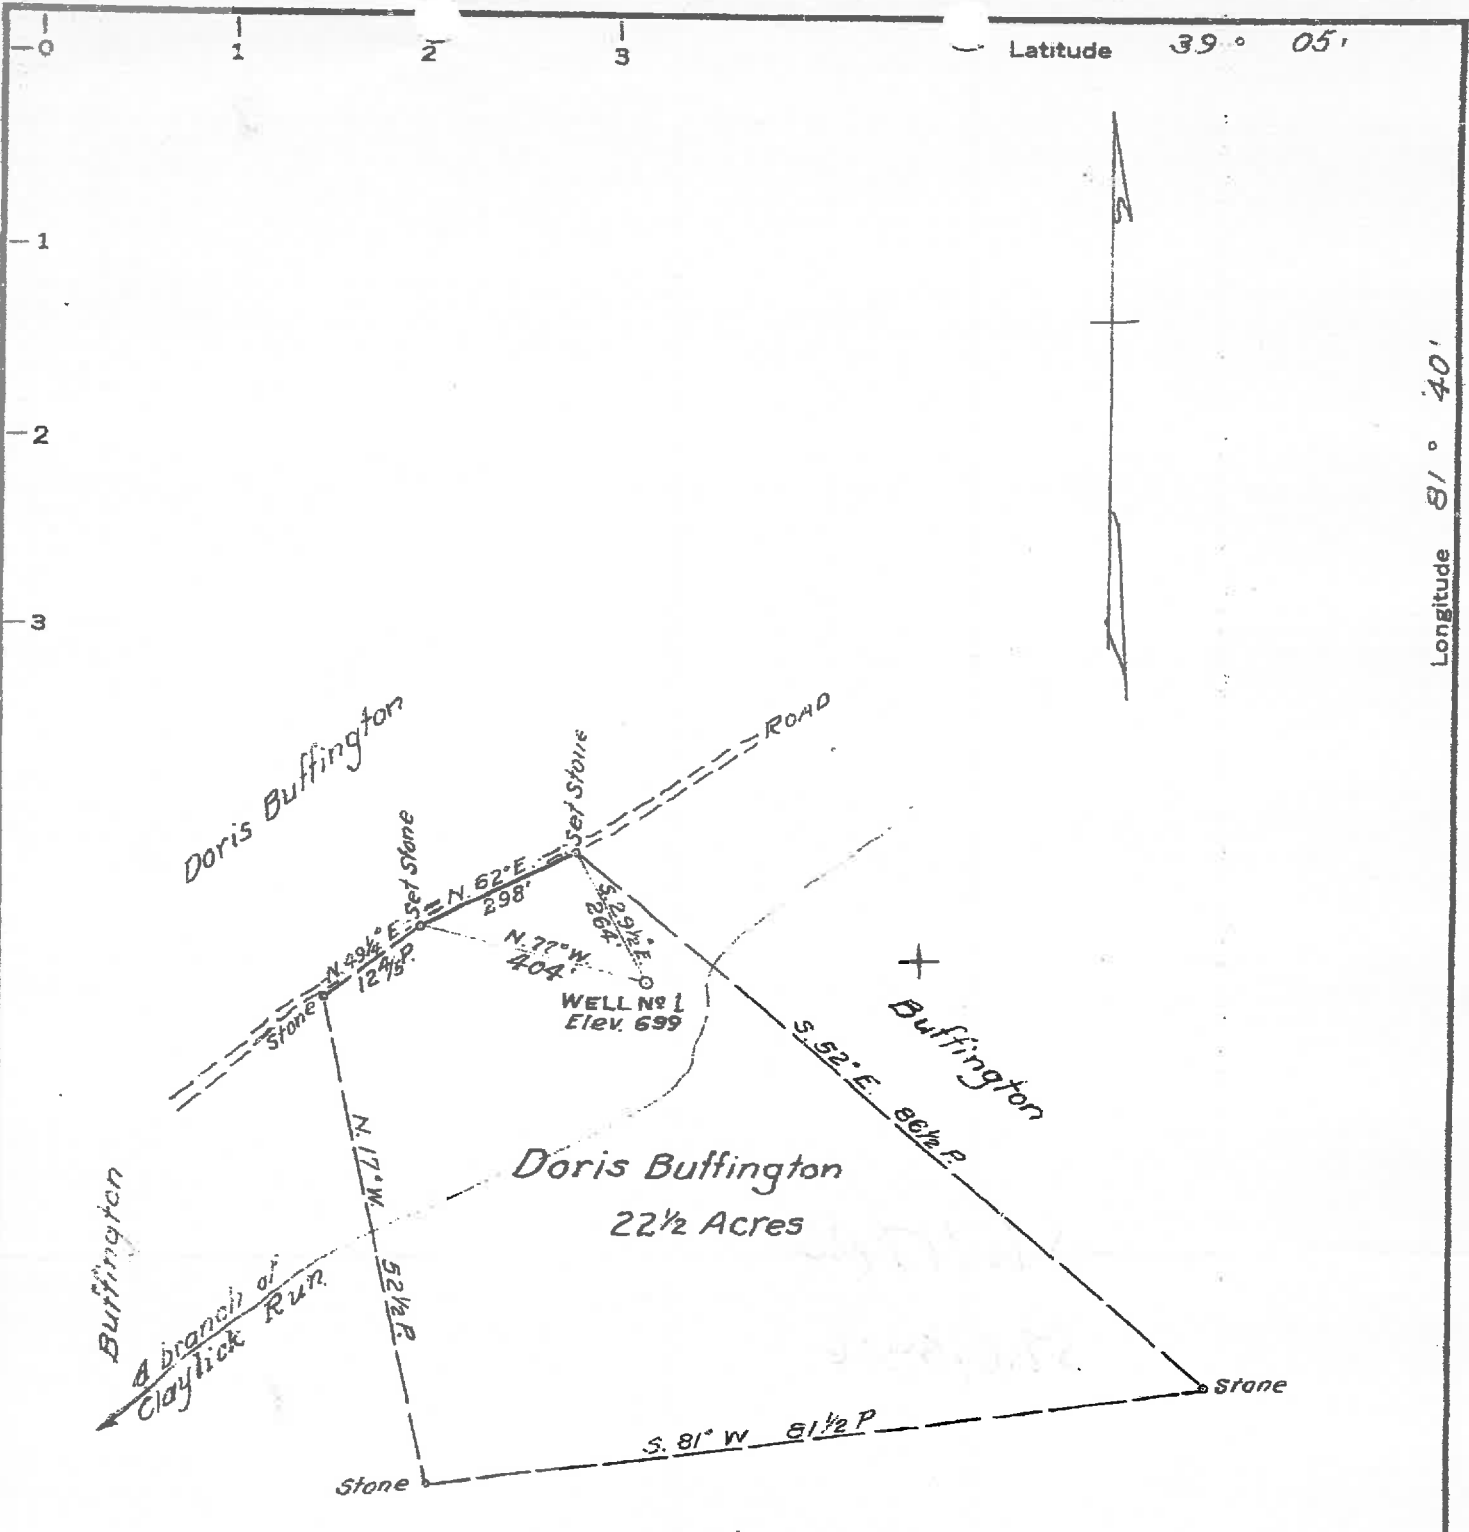 0 1 2 3
Latitude 39° 05'
1
2
3
Longitude 81° 40'
N
Doris Buffington
ROAD
Set Stone
Set Stone
N. 62° E.
298'
N. 49¼° E.
12 4/5 P.
S. 29½° E.
264'
N. 77° W.
404'
WELL Nº 1
Elev. 699
Stone
S. 52° E. 86½ P.
Buffington
Doris Buffington
22½ Acres
N. 17° W. 52½ P.
Buffington
A branch of
Claylick Run.
Stone
S. 81° W 81½ P
Stone